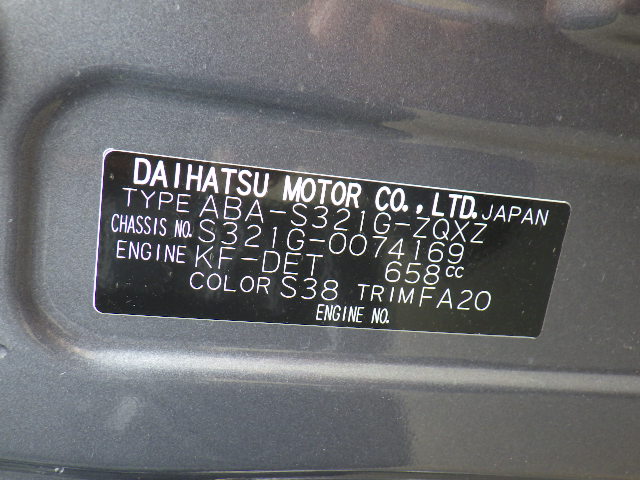 DAIHATSU MOTOR CO.,LTD. JAPAN
TYPE ABA-S321G-ZQXZ
CHASSIS NO. S321G-0074169
ENGINE KF-DET 658cc
COLOR S38 TRIM FA20
ENGINE NO.